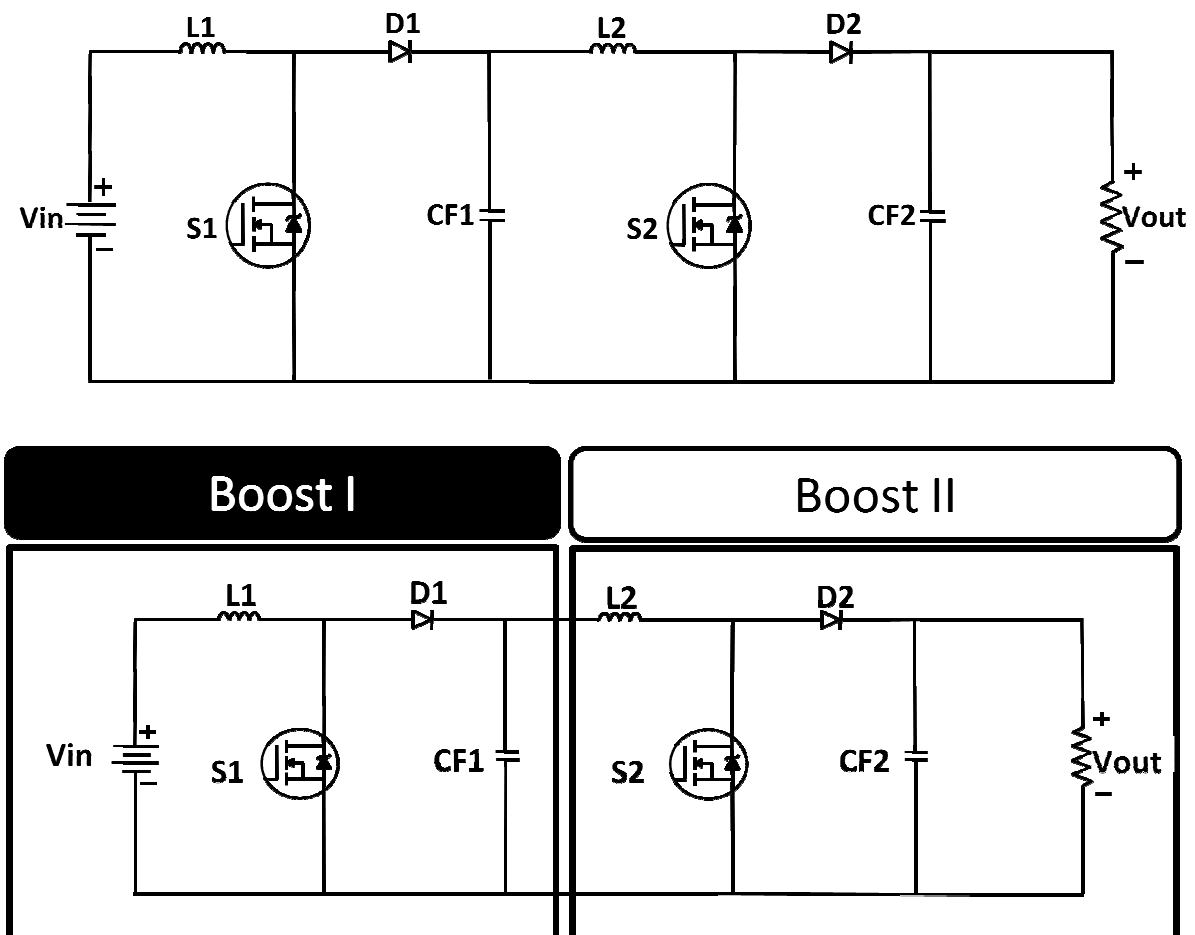 L1
D1
L2
D2
+
Vin
−
S1
CF1
S2
CF2
+
Vout
−
Boost I
Boost II
L1
D1
L2
D2
+
Vin
−
S1
CF1
S2
CF2
+
Vout
−